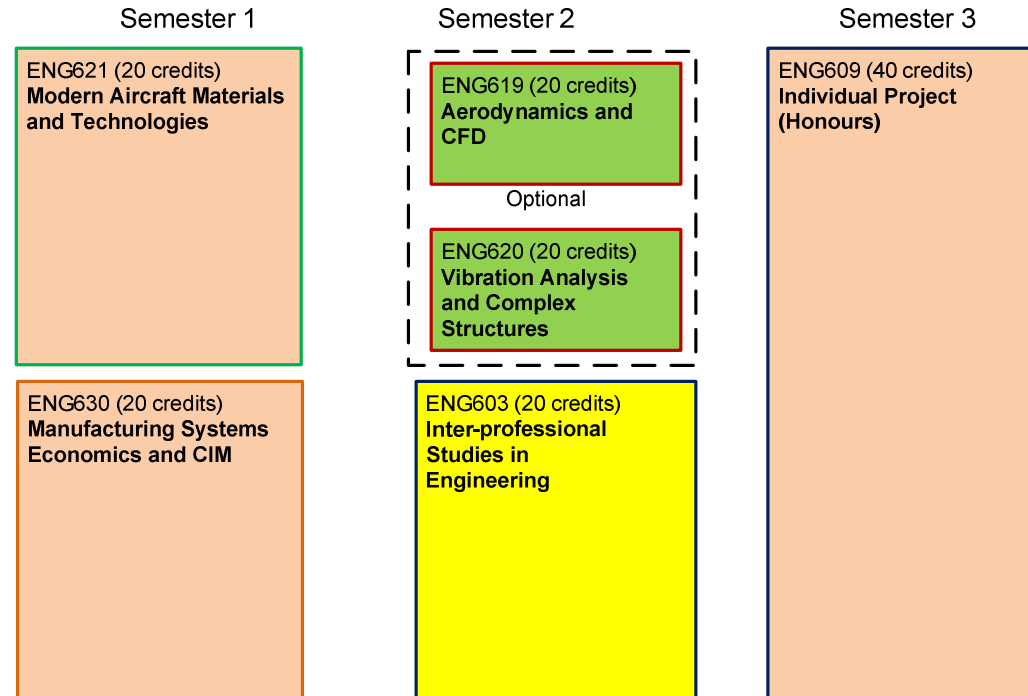 Semester 1
Semester 2
Semester 3
ENG621 (20 credits)
Modern Aircraft Materials
and Technologies
ENG619 (20 credits)
Aerodynamics and
CFD
Optional
ENG620 (20 credits)
Vibration Analysis
and Complex
Structures
ENG609 (40 credits)
Individual Project
(Honours)
ENG630 (20 credits)
Manufacturing Systems
Economics and CIM
ENG603 (20 credits)
Inter-professional
Studies in
Engineering